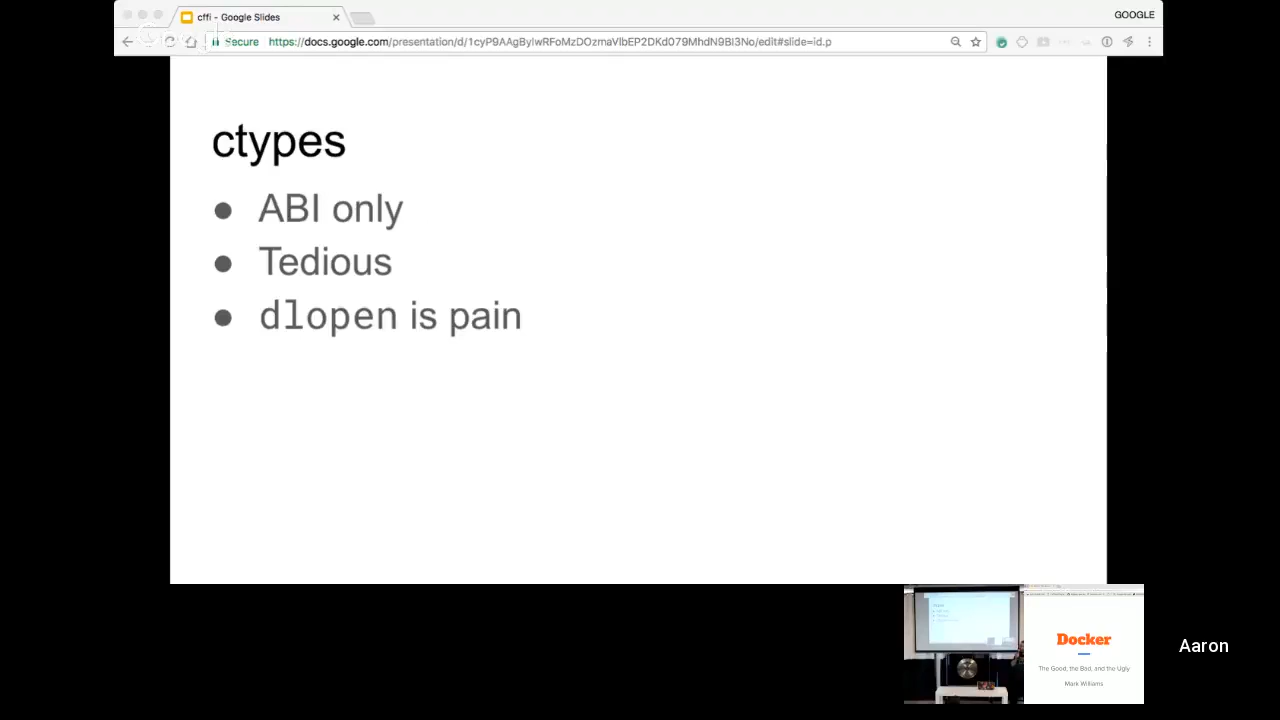 cffi - Google Slides
GOOGLE
Secure https://docs.google.com/presentation/d/1cyP9AAgBylwRFoMzDOzmaVlbEP2DKd079MhdN9Bl3No/edit#slide=id.p
ctypes
● ABI only
● Tedious
● dlopen is pain
Docker
The Good, the Bad, and the Ugly
Mark Williams
Aaron